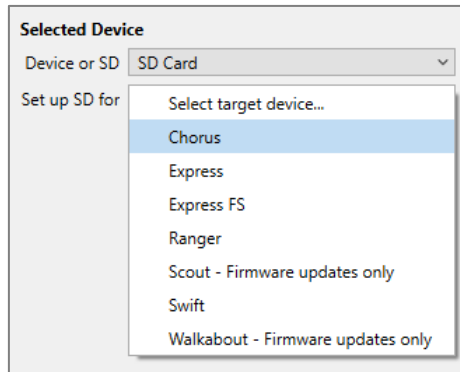 Selected Device
Device or SD SD Card
Set up SD for
Select target device...
Chorus
Express
Express FS
Ranger
Scout - Firmware updates only
Swift
Walkabout - Firmware updates only